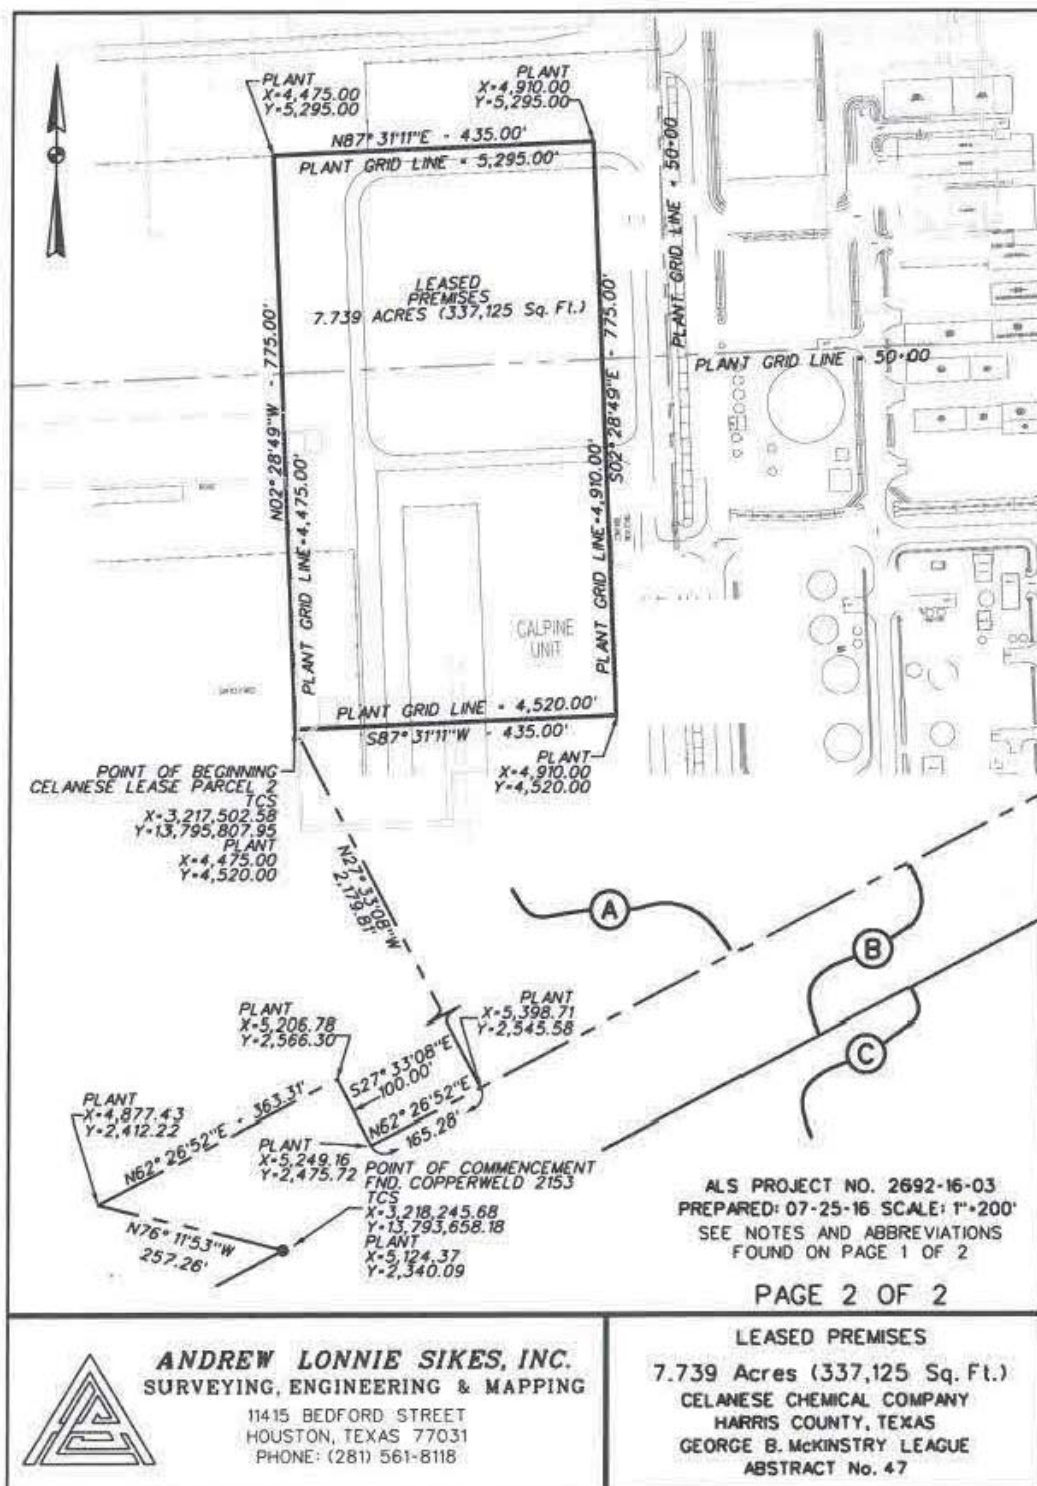 PLANT
X=4,475.00
Y=5,295.00
PLANT
X=4,910.00
Y=5,295.00
N87° 31'11"E - 435.00'
PLANT GRID LINE = 5,295.00'
PLANT GRID LINE = 50+00
LEASED
PREMISES
7.739 ACRES (337,125 Sq. Ft.)
N02° 28'49"W - 775.00'
S02° 28'49"E - 775.00'
PLANT GRID LINE = 50+00
PLANT GRID LINE=4,475.00'
PLANT GRID LINE=4,910.00'
CALPINE
UNIT
PLANT GRID LINE = 4,520.00'
S87° 31'11"W - 435.00'
PLANT
X=4,910.00
Y=4,520.00
POINT OF BEGINNING
CELANESE LEASE PARCEL 2
TCS
X=3,217,502.58
Y=13,795,807.95
PLANT
X=4,475.00
Y=4,520.00
N27° 33'08"W
2,179.81'
A
B
C
PLANT
X=5,206.78
Y=2,566.30
PLANT
X=5,398.71
Y=2,545.58
S27° 33'08"E
100.00'
N62° 26'52"E
165.28'
N62° 26'52"E - 363.31'
PLANT
X=4,877.43
Y=2,412.22
PLANT
X=5,249.16
Y=2,475.72
N76° 11'53"W
257.26'
POINT OF COMMENCEMENT
FND. COPPERWELD 2153
TCS
X=3,218,245.68
Y=13,793,658.18
PLANT
X=5,124.37
Y=2,340.09
ALS PROJECT NO. 2692-16-03
PREPARED: 07-25-16 SCALE: 1"=200'
SEE NOTES AND ABBREVIATIONS
FOUND ON PAGE 1 OF 2
PAGE 2 OF 2
ANDREW LONNIE SIKES, INC.
SURVEYING, ENGINEERING & MAPPING
11415 BEDFORD STREET
HOUSTON, TEXAS 77031
PHONE: (281) 561-8118
LEASED PREMISES
7.739 Acres (337,125 Sq. Ft.)
CELANESE CHEMICAL COMPANY
HARRIS COUNTY, TEXAS
GEORGE B. McKINSTRY LEAGUE
ABSTRACT No. 47